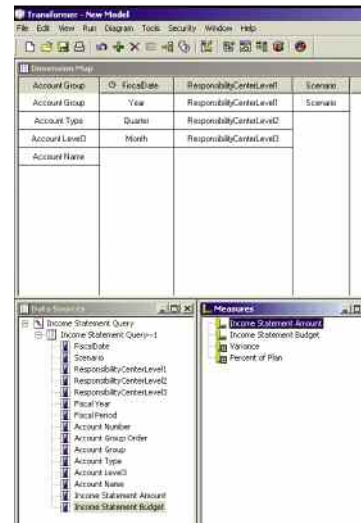 Transformer - New Model
File Edit View Run Diagram Tools Security Window Help
Dimension Map
Account Group FiscalDate ResponsibilityCenterLevel1 Scenario
Account Group Year ResponsibilityCenterLevel1 Scenario
Account Type Quarter ResponsibilityCenterLevel2
Account Level3 Month ResponsibilityCenterLevel3
Account Name
Data Sources
Income Statement Query
Income Statement Query~1
FiscalDate
Scenario
ResponsibilityCenterLevel1
ResponsibilityCenterLevel2
ResponsibilityCenterLevel3
Fiscal Year
Fiscal Period
Account Number
Account Group Order
Account Group
Account Type
Account Level3
Account Name
Income Statement Amount
Income Statement Budget
Measures
Income Statement Amount
Income Statement Budget
Variance
Percent of Plan